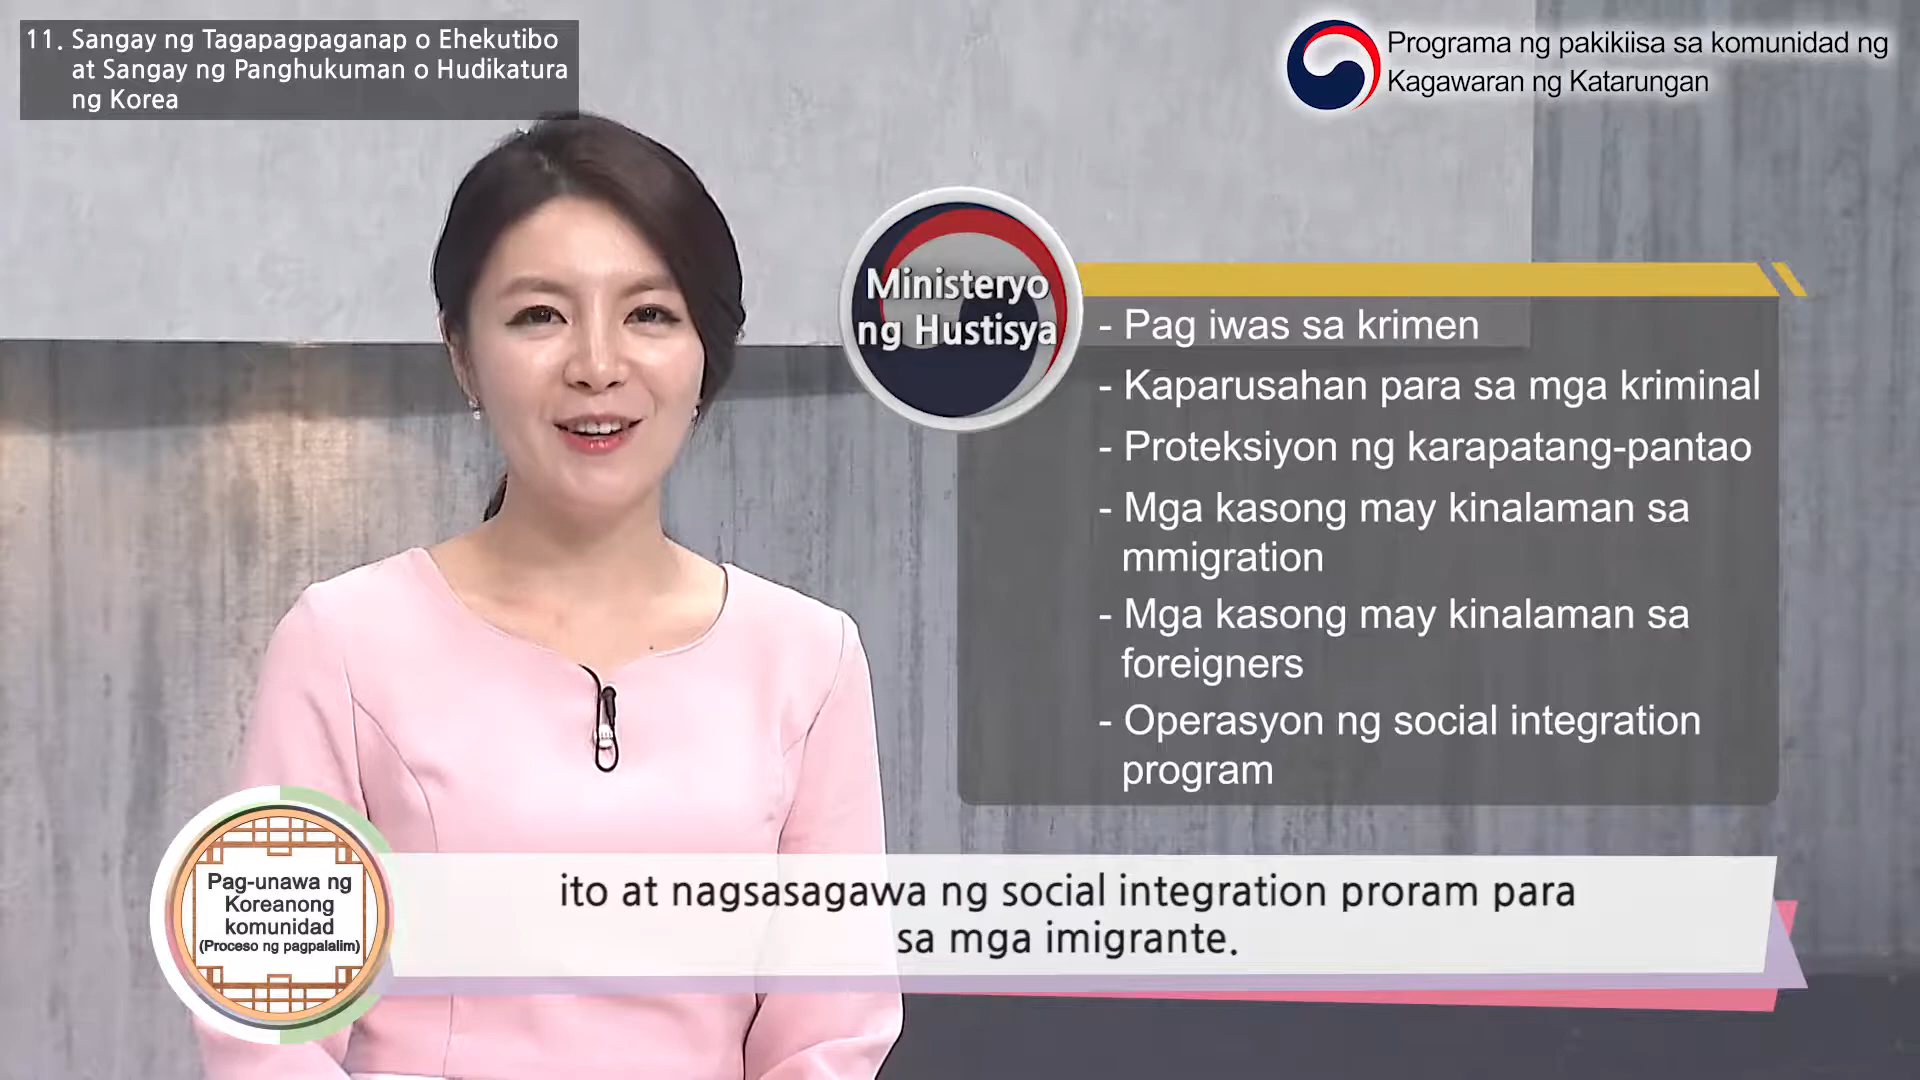 11. Sangay ng Tagapagpaganap o Ehekutibo
at Sangay ng Panghukuman o Hudikatura
ng Korea
Programa ng pakikiisa sa komunidad ng
Kagawaran ng Katarungan
Ministeryo
ng Hustisya
- Pag iwas sa krimen
- Kaparusahan para sa mga kriminal
- Proteksiyon ng karapatang-pantao
- Mga kasong may kinalaman sa
mmigration
- Mga kasong may kinalaman sa
foreigners
- Operasyon ng social integration
program
Pag-unawa ng
Koreanong
komunidad
(Proceso ng pagpalalim)
ito at nagsasagawa ng social integration proram para
sa mga imigrante.